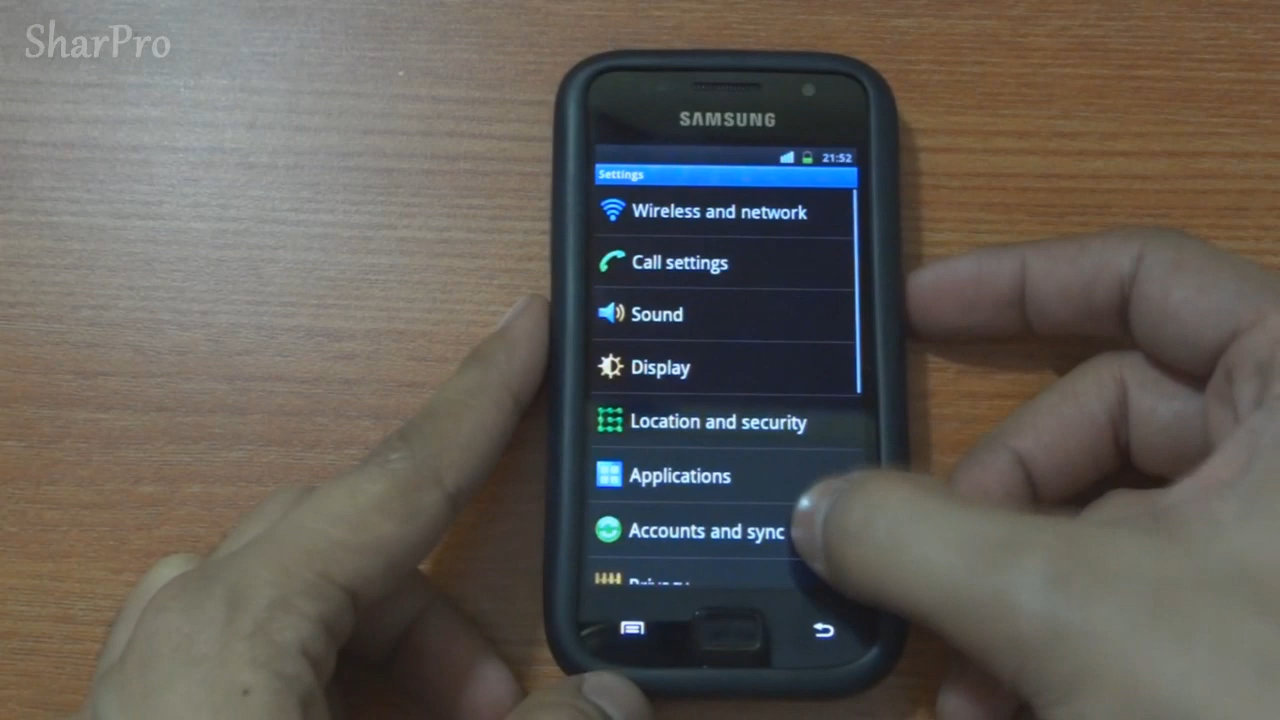 SharPro
SAMSUNG
21:52
Settings
Wireless and network
Call settings
Sound
Display
Location and security
Applications
Accounts and sync
Privacy